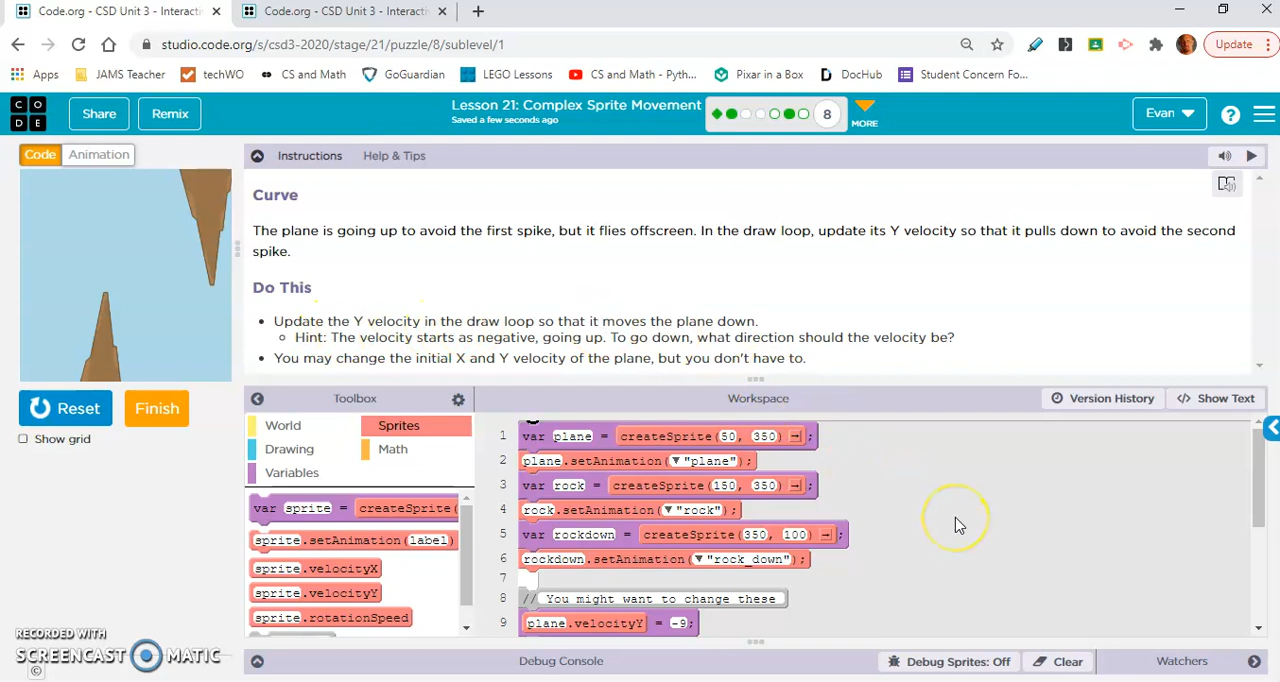 Code.org - CSD Unit 3 - Interacti
Code.org - CSD Unit 3 - Interacti
studio.code.org/s/csd3-2020/stage/21/puzzle/8/sublevel/1
Update
Apps
JAMS Teacher
techWO
CS and Math
GoGuardian
LEGO Lessons
CS and Math - Pyth...
Pixar in a Box
DocHub
Student Concern Fo...
C O
D E
Share
Remix
Lesson 21: Complex Sprite Movement
Saved a few seconds ago
8
MORE
Evan
?
Code
Animation
Instructions
Help & Tips
Curve
The plane is going up to avoid the first spike, but it flies offscreen. In the draw loop, update its Y velocity so that it pulls down to avoid the second
spike.
Do This
Update the Y velocity in the draw loop so that it moves the plane down.
Hint: The velocity starts as negative, going up. To go down, what direction should the velocity be?
You may change the initial X and Y velocity of the plane, but you don't have to.
Reset
Finish
Show grid
Toolbox
World
Sprites
Drawing
Math
Variables
var sprite = createSprite(
sprite.setAnimation(label)
sprite.velocityX
sprite.velocityY
sprite.rotationSpeed
Workspace
Version History
</> Show Text
1 var plane = createSprite(50, 350);
2 plane.setAnimation("plane");
3 var rock = createSprite(150, 350);
4 rock.setAnimation("rock");
5 var rockdown = createSprite(350, 100);
6 rockdown.setAnimation("rock_down");
7
8 // You might want to change these
9 plane.velocityY = -9;
Debug Console
Debug Sprites: Off
Clear
Watchers
RECORDED WITH
SCREENCAST MATIC
©